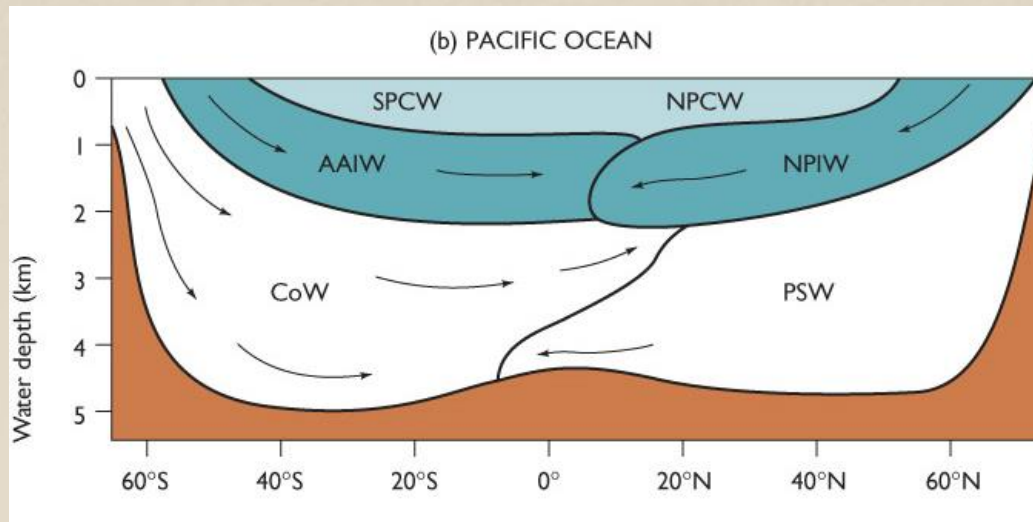 (b) PACIFIC OCEAN
0
SPCW
NPCW
1
AAIW
NPIW
2
3
CoW
PSW
4
5
Water depth (km)
60°S
40°S
20°S
0°
20°N
40°N
60°N